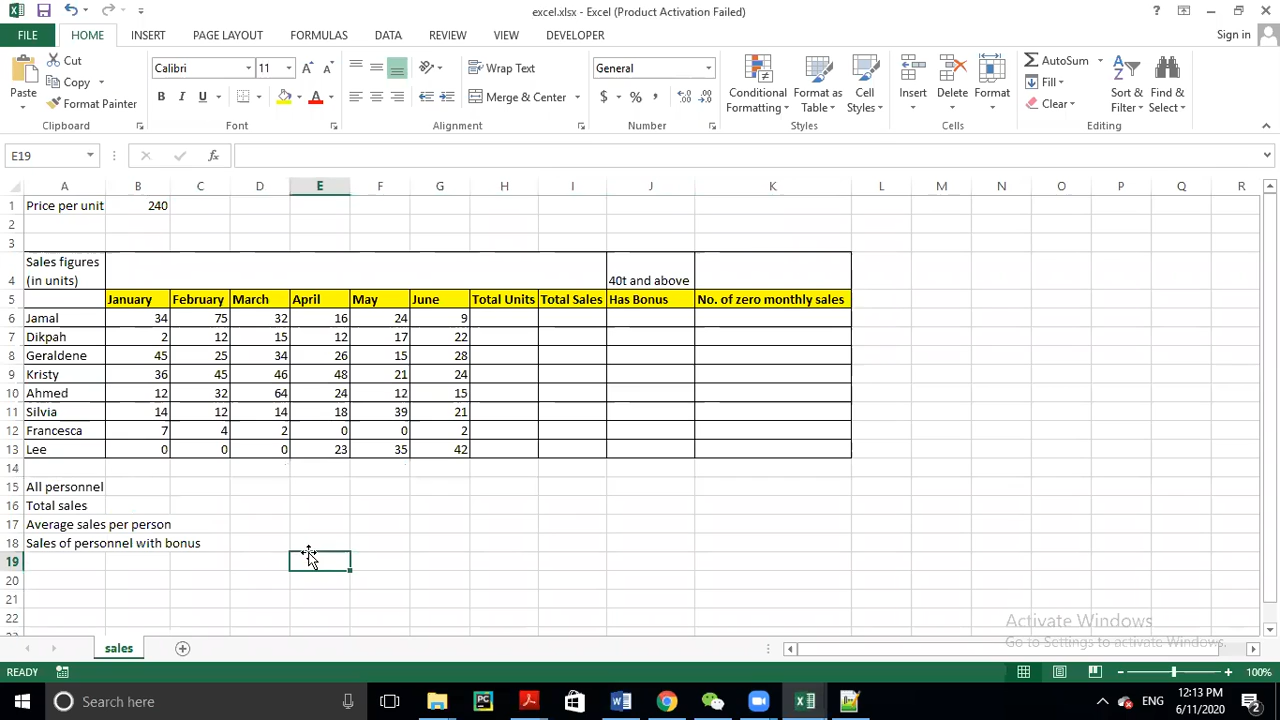 excel.xlsx - Excel (Product Activation Failed)
?
FILE HOME INSERT PAGE LAYOUT FORMULAS DATA REVIEW VIEW DEVELOPER Sign in
Paste Cut Copy Format Painter
Clipboard
Calibri 11
B I U A
Font
Wrap Text
Merge & Center
Alignment
General
$ % ,
Number
Conditional Formatting Format as Table Cell Styles
Styles
Insert Delete Format
Cells
AutoSum Fill Clear Sort & Filter Find & Select
Editing
E19 fx
A B C D E F G H I J K L M N O P Q R
1 Price per unit 240
2
3
4 Sales figures (in units) 40t and above
5 January February March April May June Total Units Total Sales Has Bonus No. of zero monthly sales
6 Jamal 34 75 32 16 24 9
7 Dikpah 2 12 15 12 17 22
8 Geraldene 45 25 34 26 15 28
9 Kristy 36 45 46 48 21 24
10 Ahmed 12 32 64 24 12 15
11 Silvia 14 12 14 18 39 21
12 Francesca 7 4 2 0 0 2
13 Lee 0 0 0 23 35 42
14
15 All personnel
16 Total sales
17 Average sales per person
18 Sales of personnel with bonus
19
20
21
22
Activate Windows
Go to Settings to activate Windows.
sales
READY 100%
Search here ENG 12:13 PM
6/11/2020 2